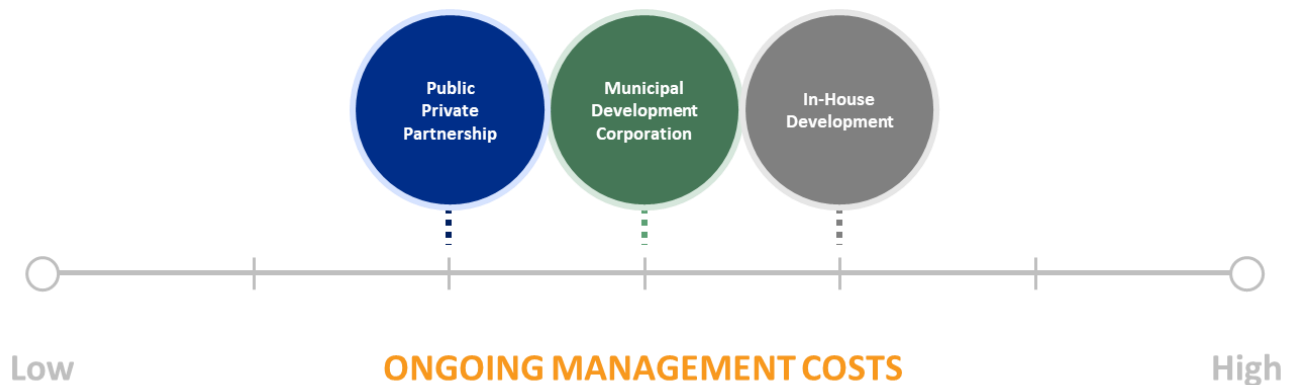 Public
Private
Partnership
Municipal
Development
Corporation
In-House
Development
Low
ONGOING MANAGEMENT COSTS
High